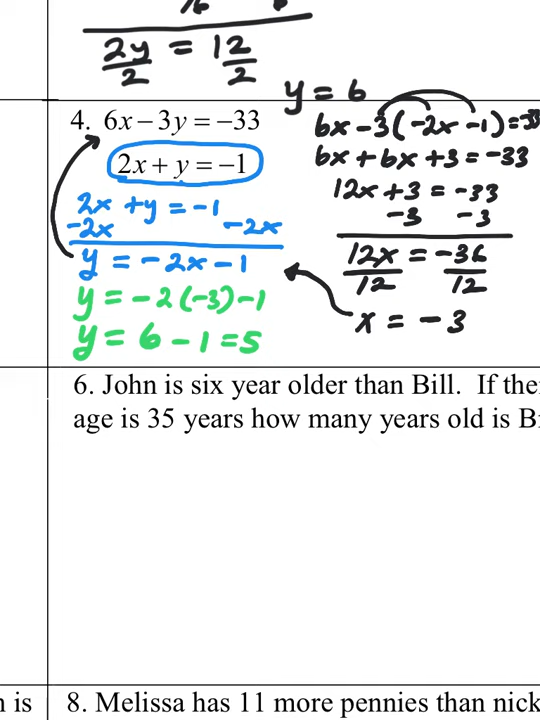 2y = 12
2 2
y = 6
4. 6x − 3y = −33
2x + y = −1
2x + y = -1
-2x -2x
y = -2x - 1
y = -2(-3) - 1
y = 6 - 1 = 5
6x - 3(-2x - 1) = -33
6x + 6x + 3 = -33
12x + 3 = -33
-3 -3
12x = -36
12 12
x = -3
6. John is six year older than Bill. If
age is 35 years how many years old is
is
8. Melissa has 11 more pennies than